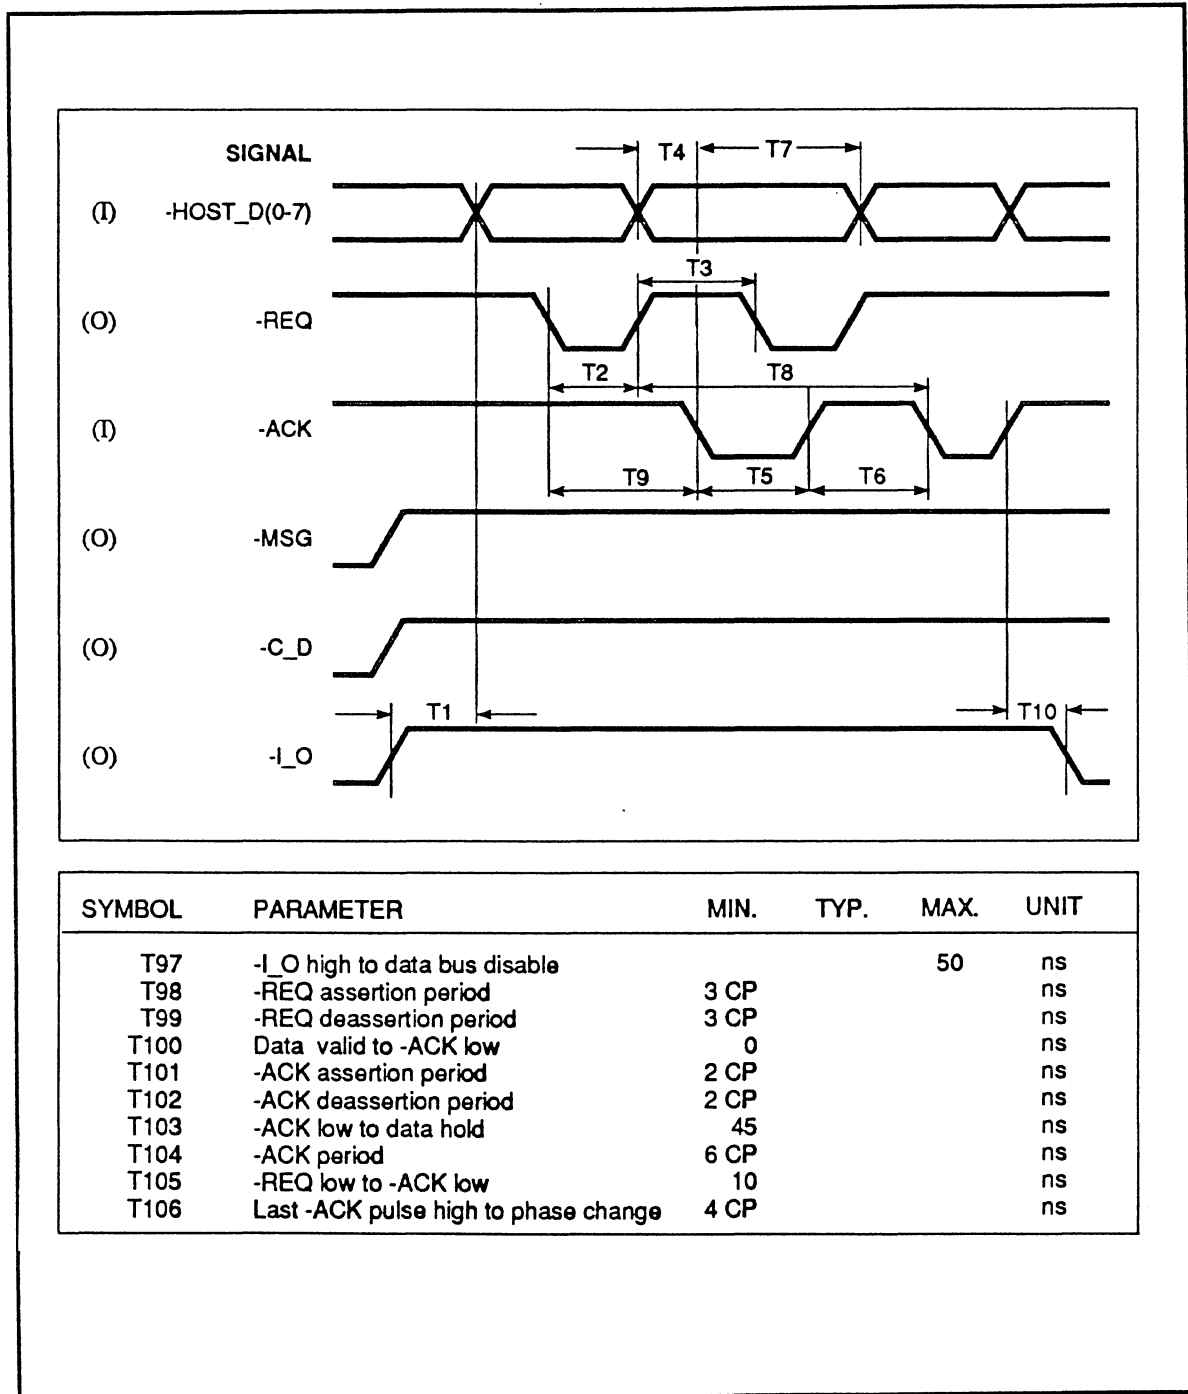 SIGNAL T4 T7
(I) -HOST_D(0-7)
T3
(O) -REQ
T2 T8
(I) -ACK
T9 T5 T6
(O) -MSG
(O) -C_D
T1 T10
(O) -I_O
SYMBOL PARAMETER MIN. TYP. MAX. UNIT
T97 -I_O high to data bus disable 50 ns
T98 -REQ assertion period 3 CP ns
T99 -REQ deassertion period 3 CP ns
T100 Data valid to -ACK low 0 ns
T101 -ACK assertion period 2 CP ns
T102 -ACK deassertion period 2 CP ns
T103 -ACK low to data hold 45 ns
T104 -ACK period 6 CP ns
T105 -REQ low to -ACK low 10 ns
T106 Last -ACK pulse high to phase change 4 CP ns